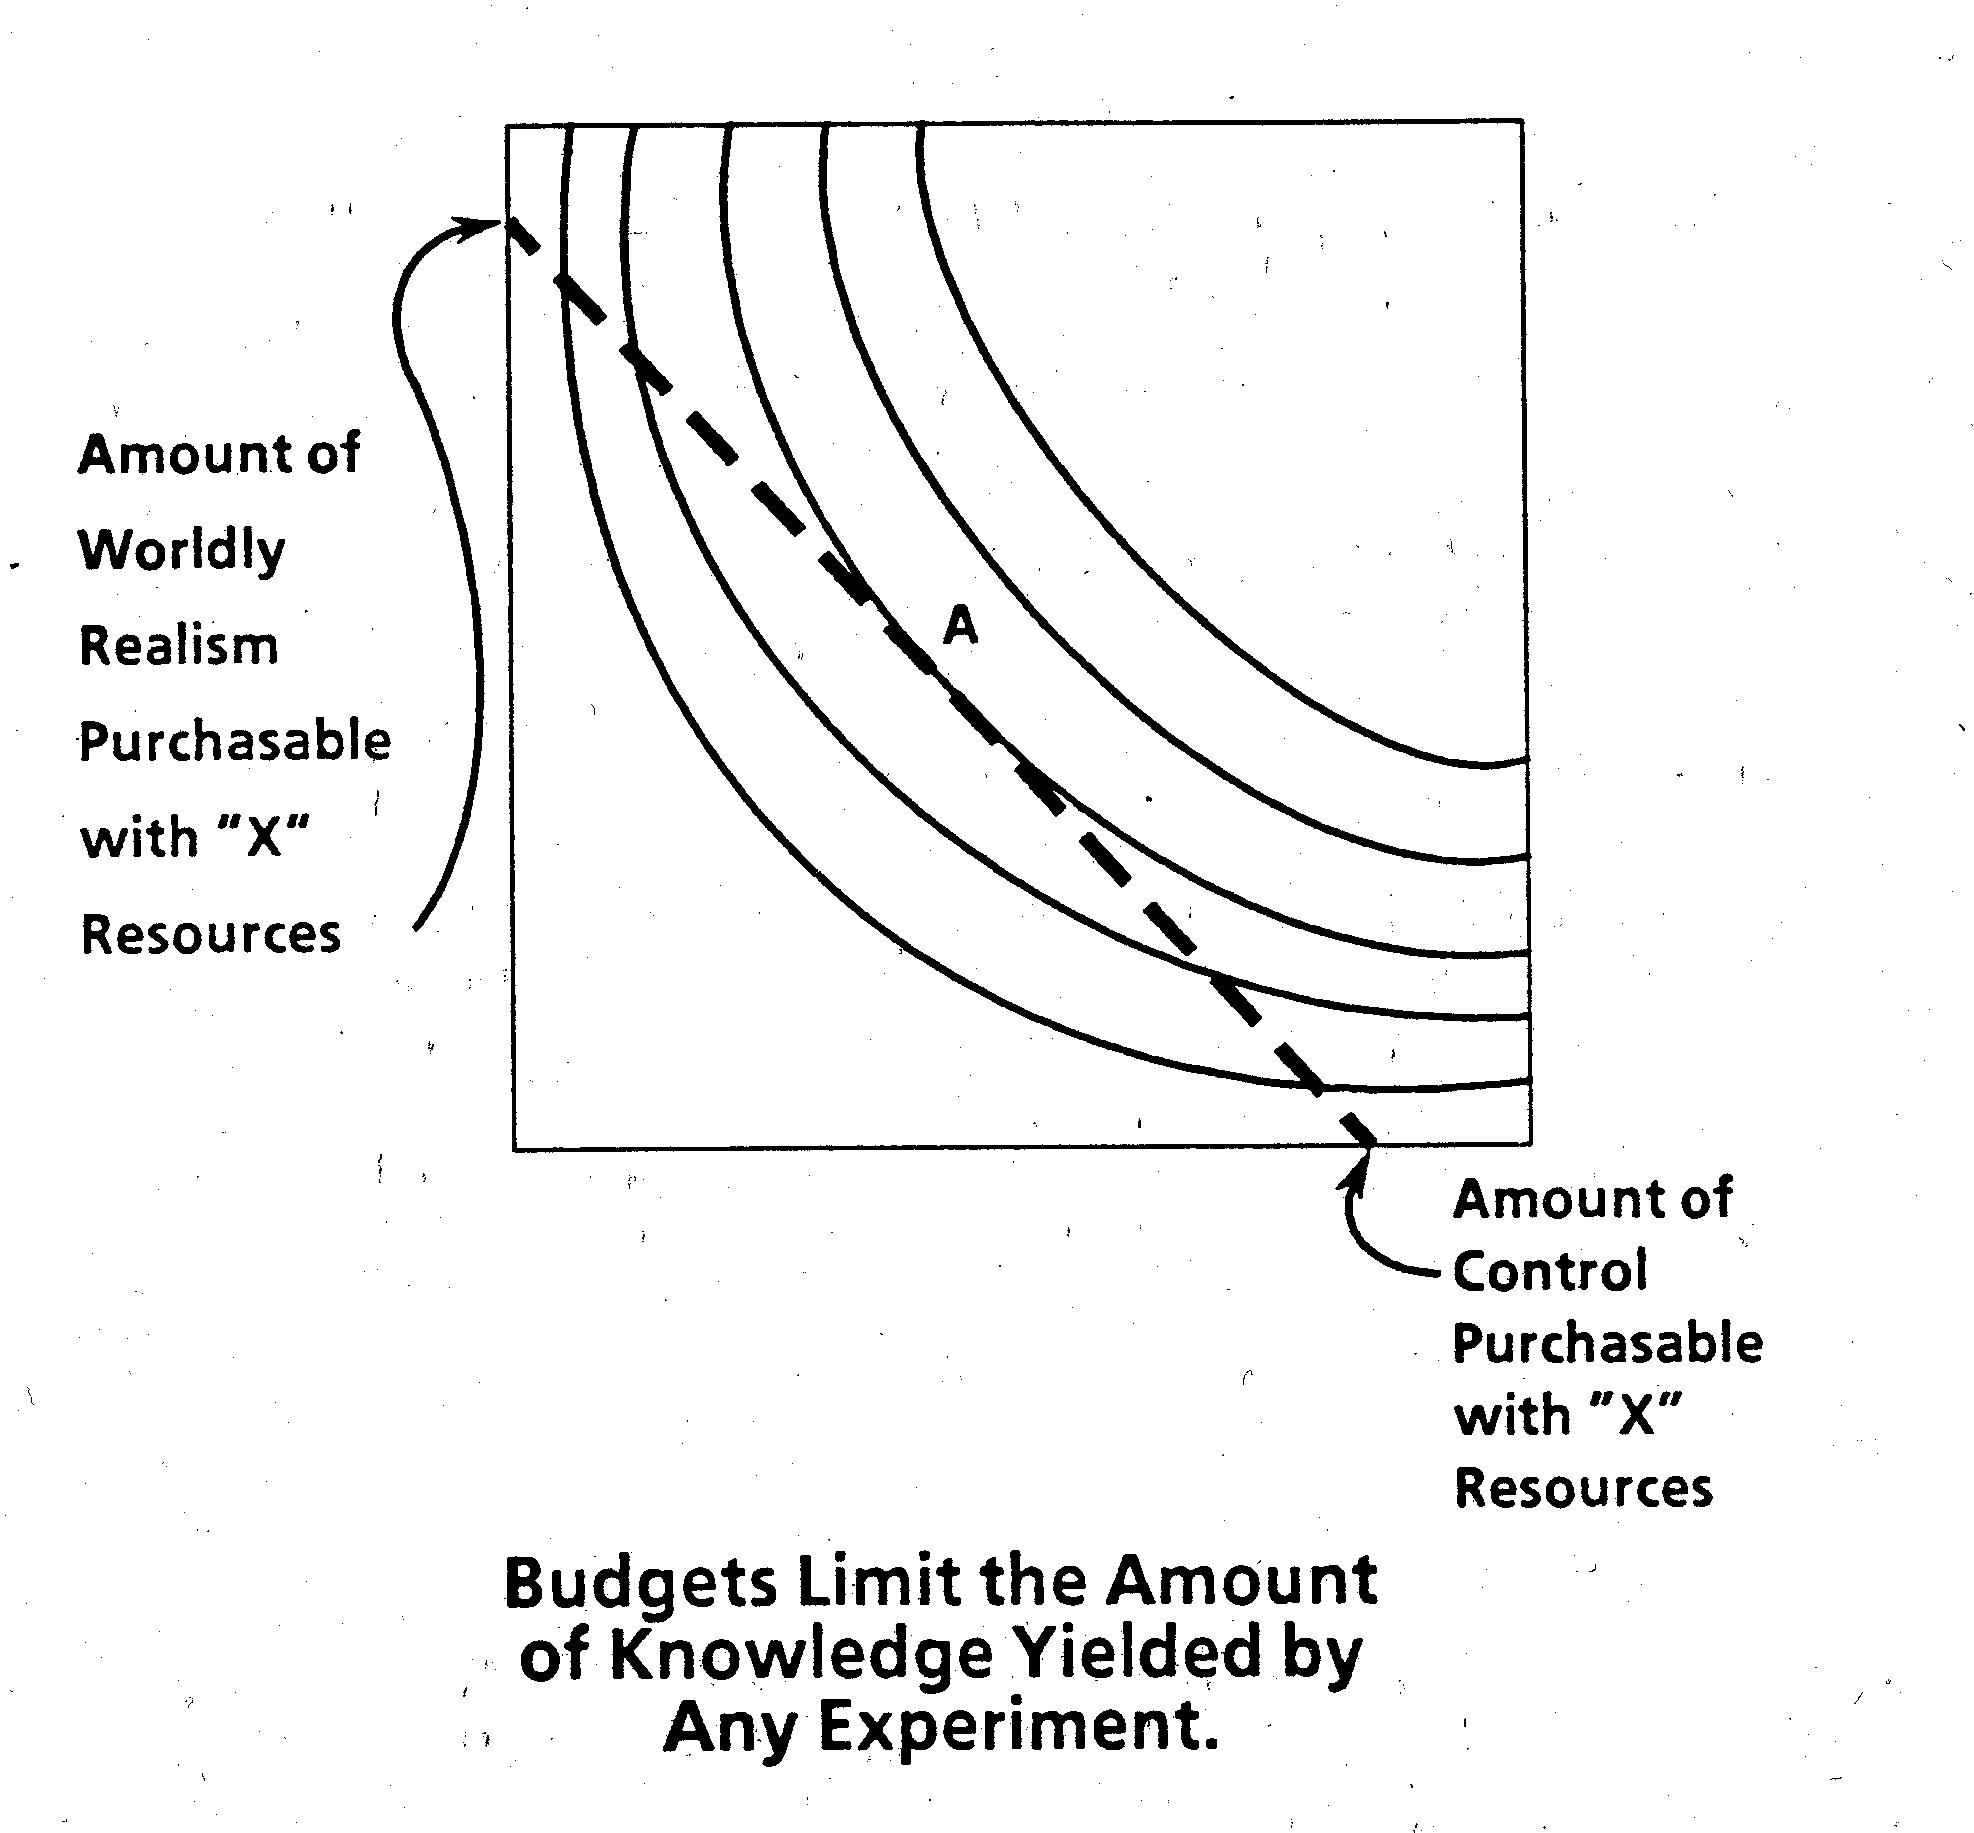 Amount of
Worldly
Realism
Purchasable
with "X"
Resources
A
Amount of
Control
Purchasable
with "X"
Resources
Budgets Limit the Amount
of Knowledge Yielded by
Any Experiment.